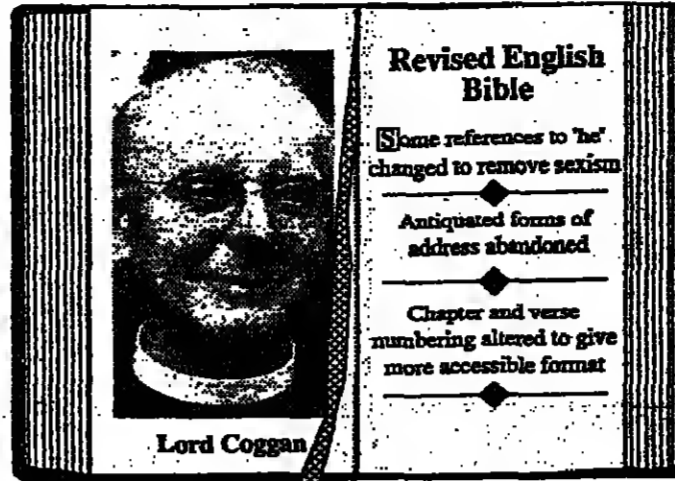 Lord Coggan
Revised English
Bible
Some references to 'he'
changed to remove sexism
Antiquated forms of
address abandoned
Chapter and verse
numbering altered to give
more accessible format